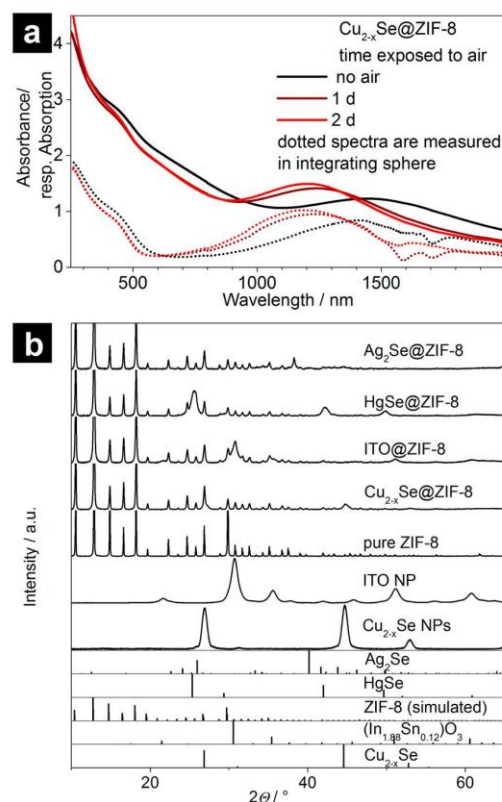 a
Cu2-xSe@ZIF-8
time exposed to air
no air
1 d
2 d
dotted spectra are measured
in integrating sphere
Absorbance/
resp. Absorption
4
3
2
1
0
500
1000
1500
Wavelength / nm
b
Ag2Se@ZIF-8
HgSe@ZIF-8
ITO@ZIF-8
Cu2-xSe@ZIF-8
pure ZIF-8
ITO NP
Cu2-xSe NPs
Ag2Se
HgSe
ZIF-8 (simulated)
(In1.88Sn0.12)O3
Cu2-xSe
Intensity / a.u.
20
40
60
2Θ / °